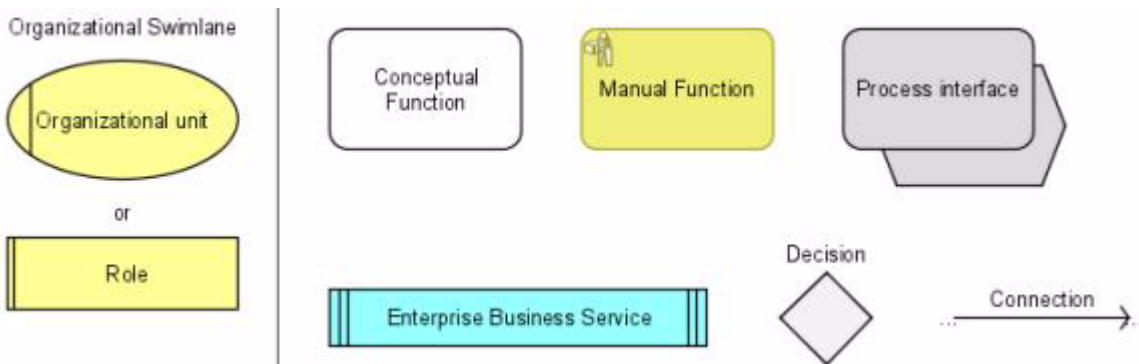 Organizational Swimlane
Organizational unit
or
Role
Conceptual
Function
Manual Function
Process interface
Enterprise Business Service
Decision
Connection
...
...